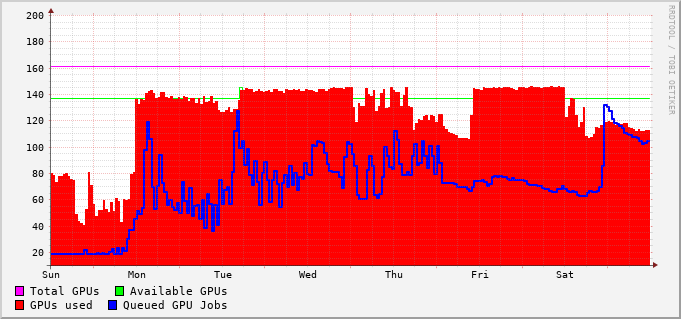 200
180
160
140
120
100
80
60
40
20
Sun Mon Tue Wed Thu Fri Sat
Total GPUs Available GPUs
GPUs used Queued GPU Jobs
RRDTOOL / TOBI OETIKER